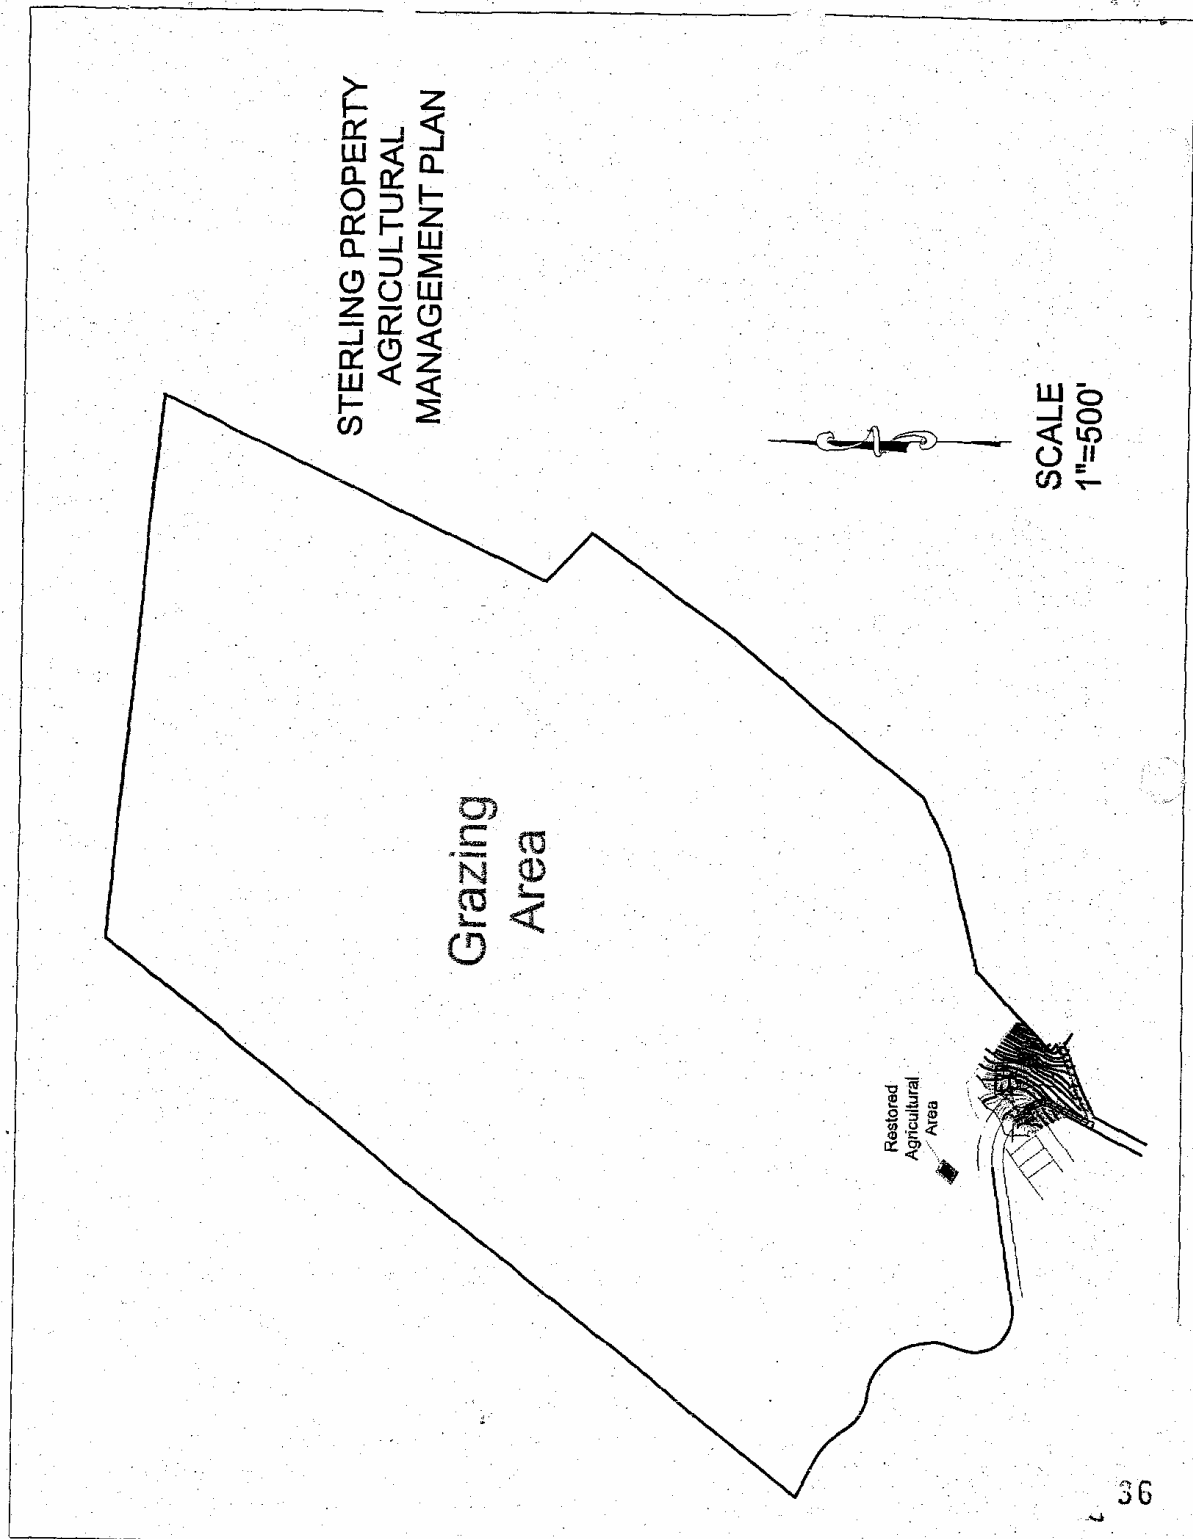 STERLING PROPERTY
AGRICULTURAL
MANAGEMENT PLAN
Grazing
Area
Restored
Agricultural
Area
SCALE
1"=500'
36